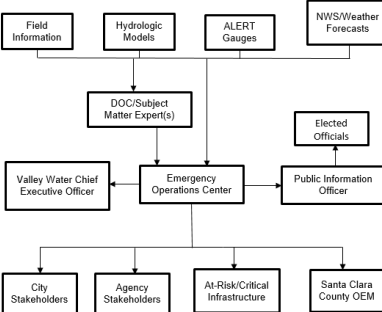 Field
Information
Hydrologic
Models
ALERT
Gauges
NWS/Weather
Forecasts
DOC/Subject
Matter Expert(s)
Elected
Officials
Valley Water Chief
Executive Officer
Emergency
Operations Center
Public Information
Officer
City
Stakeholders
Agency
Stakeholders
At-Risk/Critical
Infrastructure
Santa Clara
County OEM